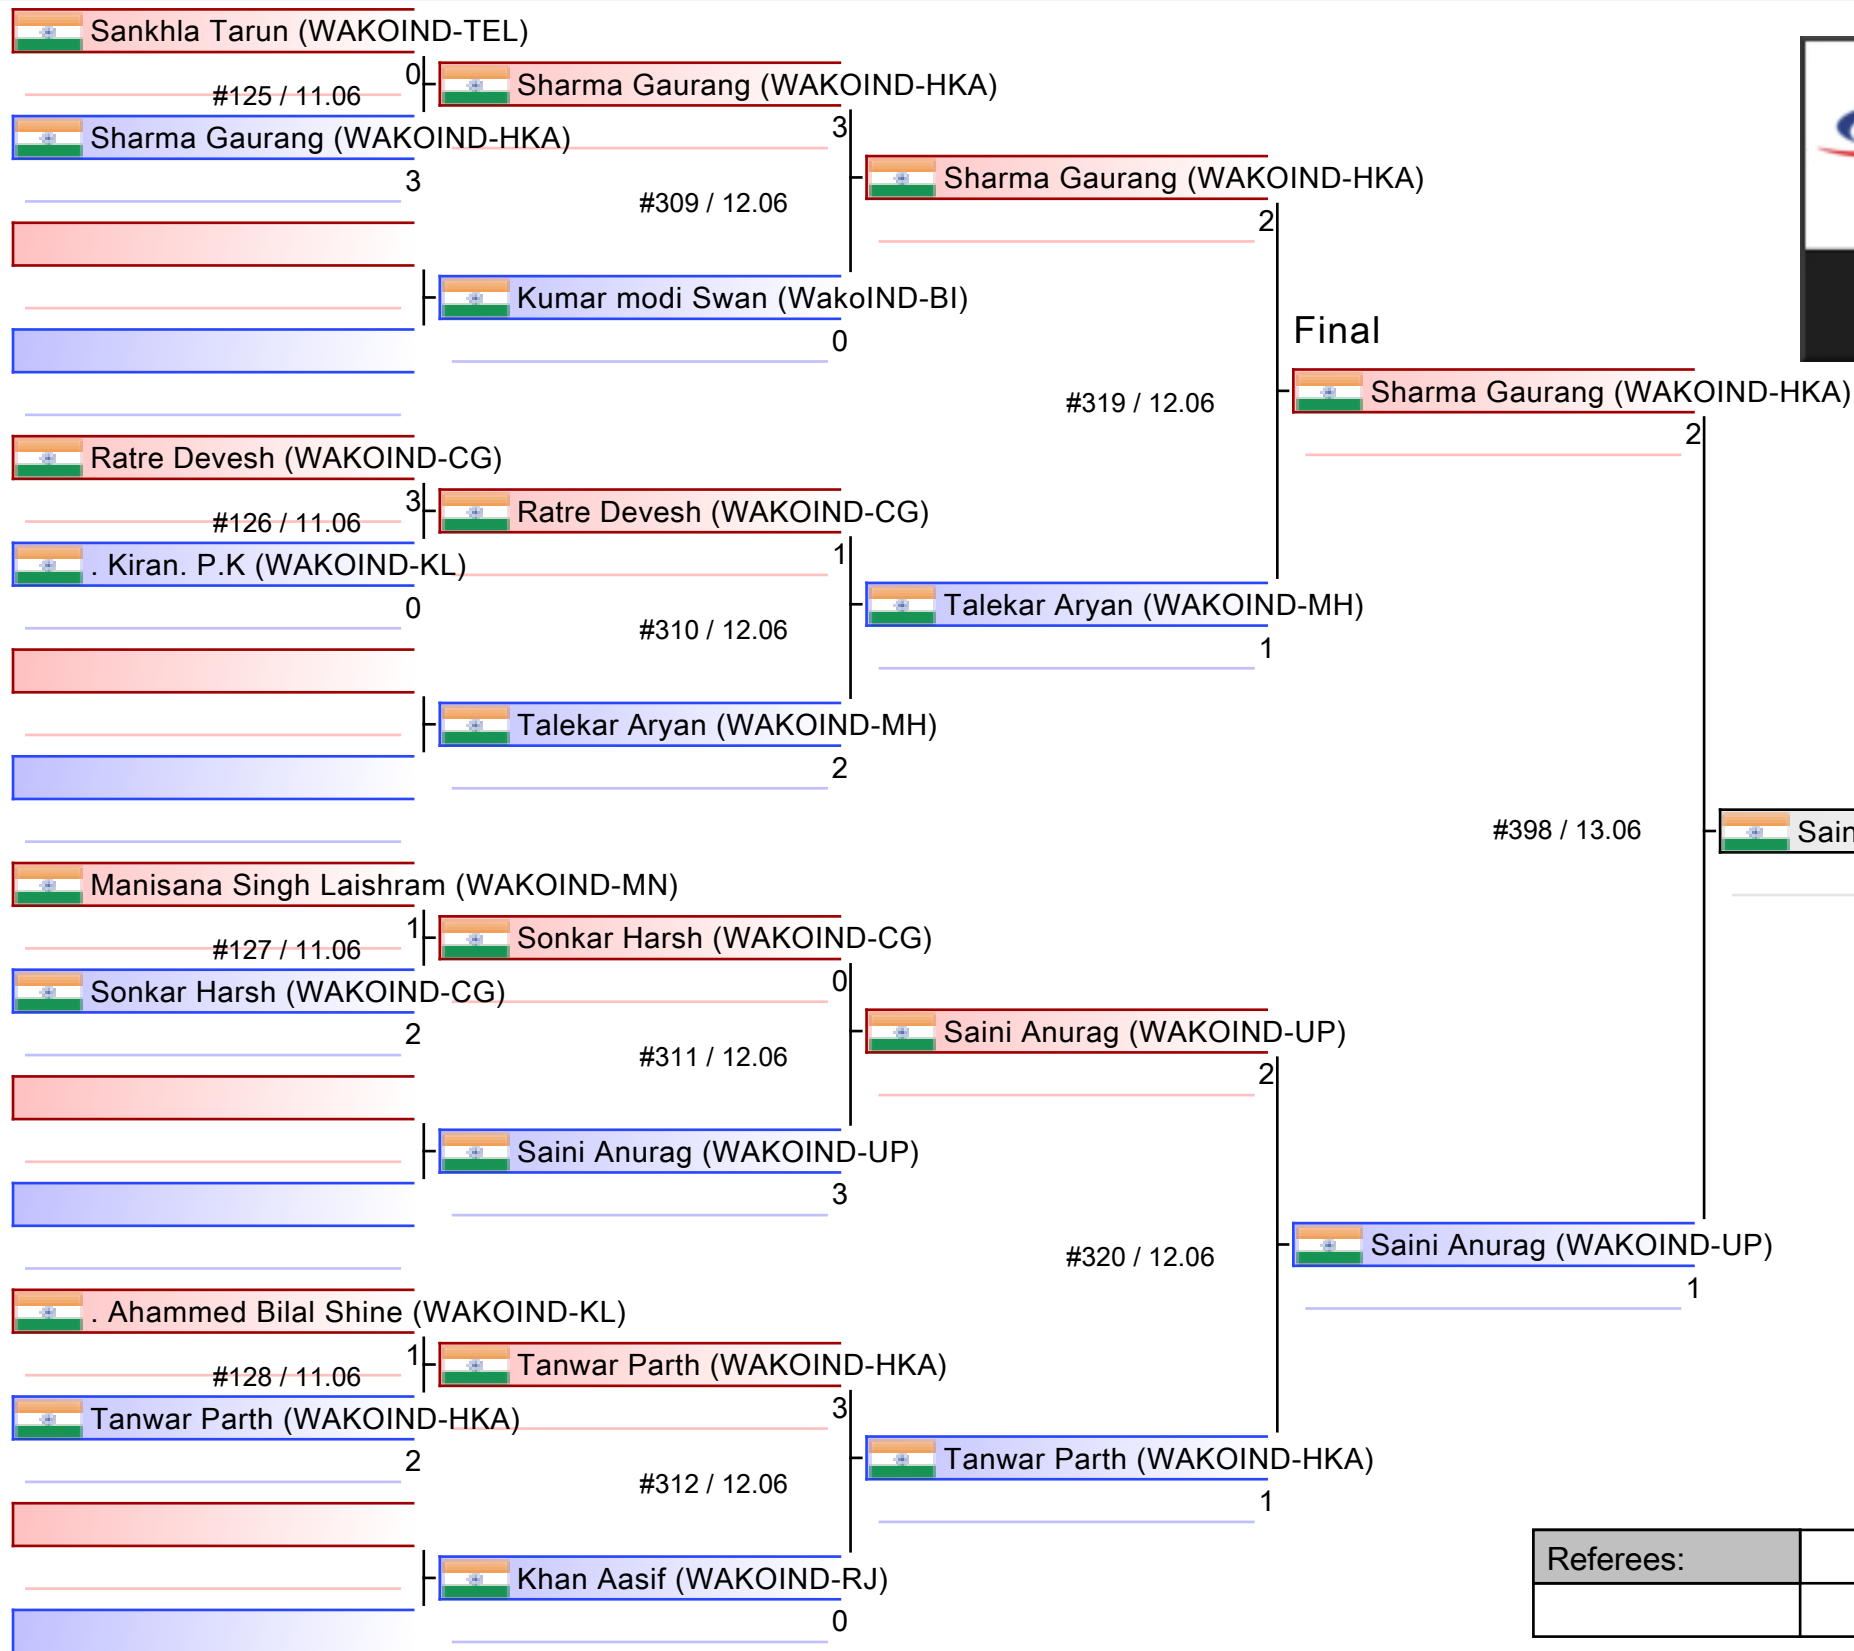 Sankhla Tarun (WAKOIND-TEL)
0
#125 / 11.06
Sharma Gaurang (WAKOIND-HKA)
3
Ratre Devesh (WAKOIND-CG)
3
#126 / 11.06
. Kiran. P.K (WAKOIND-KL)
0
Manisana Singh Laishram (WAKOIND-MN)
1
#127 / 11.06
Sonkar Harsh (WAKOIND-CG)
2
. Ahammed Bilal Shine (WAKOIND-KL)
1
#128 / 11.06
Tanwar Parth (WAKOIND-HKA)
2
Sharma Gaurang (WAKOIND-HKA)
3
#309 / 12.06
Kumar modi Swan (WakoIND-BI)
0
Ratre Devesh (WAKOIND-CG)
1
#310 / 12.06
Talekar Aryan (WAKOIND-MH)
2
Sonkar Harsh (WAKOIND-CG)
0
#311 / 12.06
Saini Anurag (WAKOIND-UP)
3
Tanwar Parth (WAKOIND-HKA)
3
#312 / 12.06
Khan Aasif (WAKOIND-RJ)
0
Sharma Gaurang (WAKOIND-HKA)
2
#319 / 12.06
Talekar Aryan (WAKOIND-MH)
1
Saini Anurag (WAKOIND-UP)
2
#320 / 12.06
Tanwar Parth (WAKOIND-HKA)
1
Final
Sharma Gaurang (WAKOIND-HKA)
2
#398 / 13.06
Saini Anurag (WAKOIND-UP)
1
Referees: